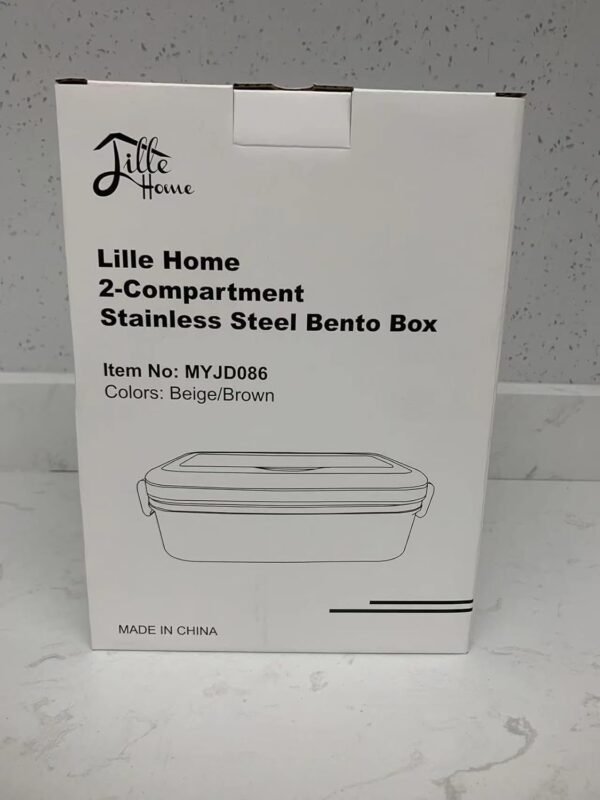 Lille
Home
Lille Home
2-Compartment
Stainless Steel Bento Box
Item No: MYJD086
Colors: Beige/Brown
MADE IN CHINA